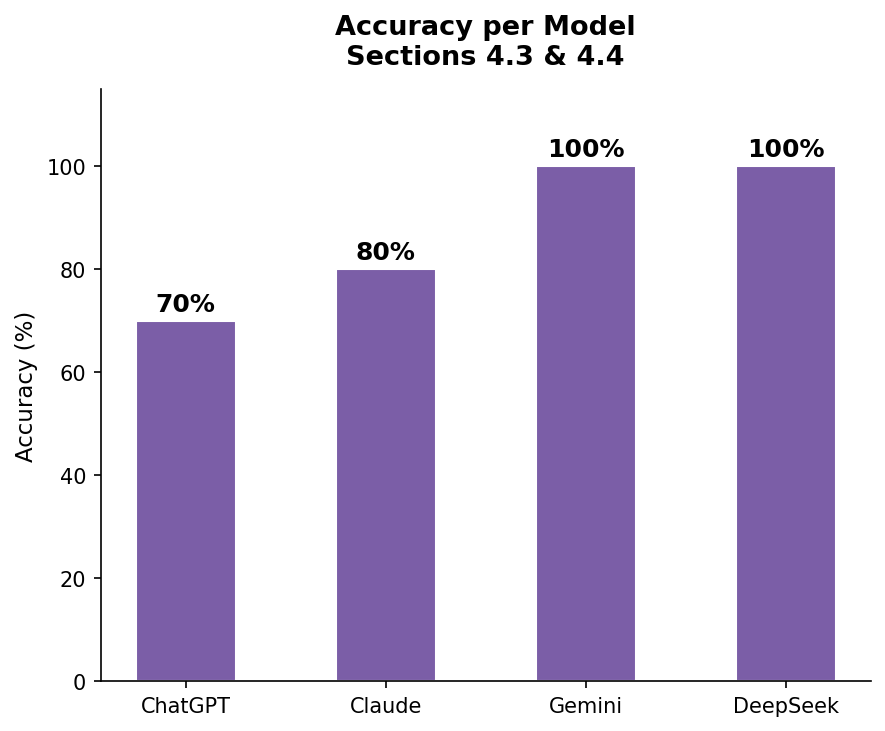 Accuracy per Model
Sections 4.3 & 4.4
Accuracy (%)
100
80
60
40
20
0
70%
80%
100%
100%
ChatGPT
Claude
Gemini
DeepSeek